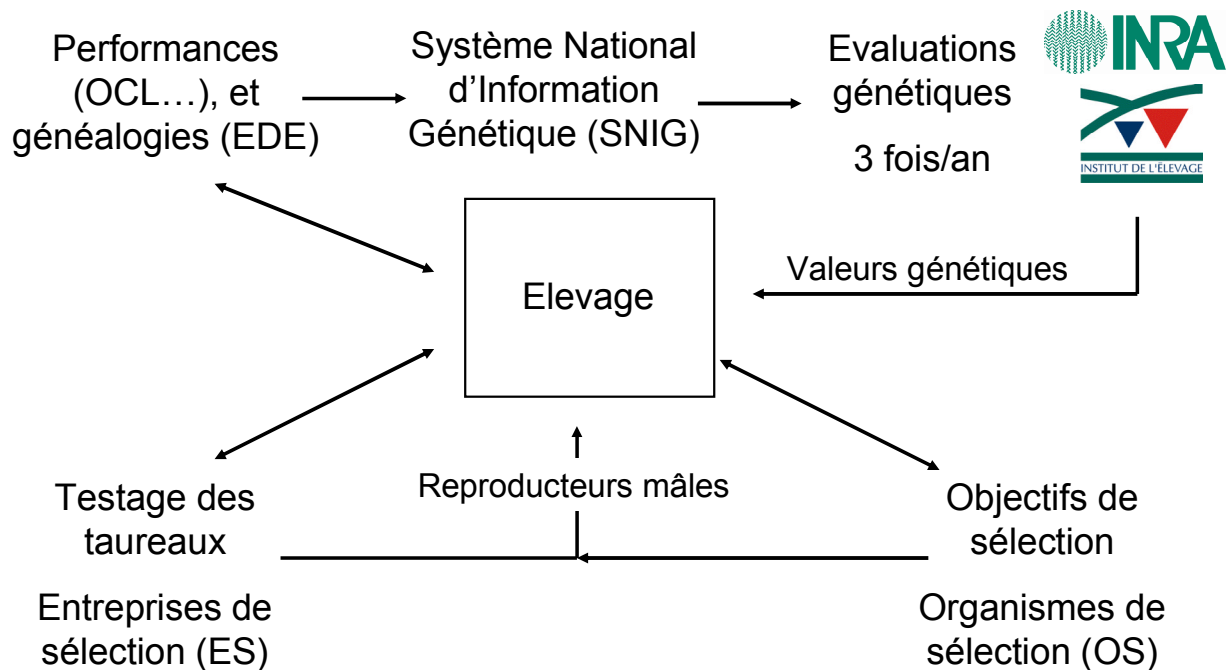 Performances
(OCL…), et
généalogies (EDE)
Système National
d’Information
Génétique (SNIG)
Evaluations
génétiques
3 fois/an
INRA
INSTITUT DE L'ÉLEVAGE
Valeurs génétiques
Elevage
Reproducteurs mâles
Testage des
taureaux
Entreprises de
sélection (ES)
Objectifs de
sélection
Organismes de
sélection (OS)